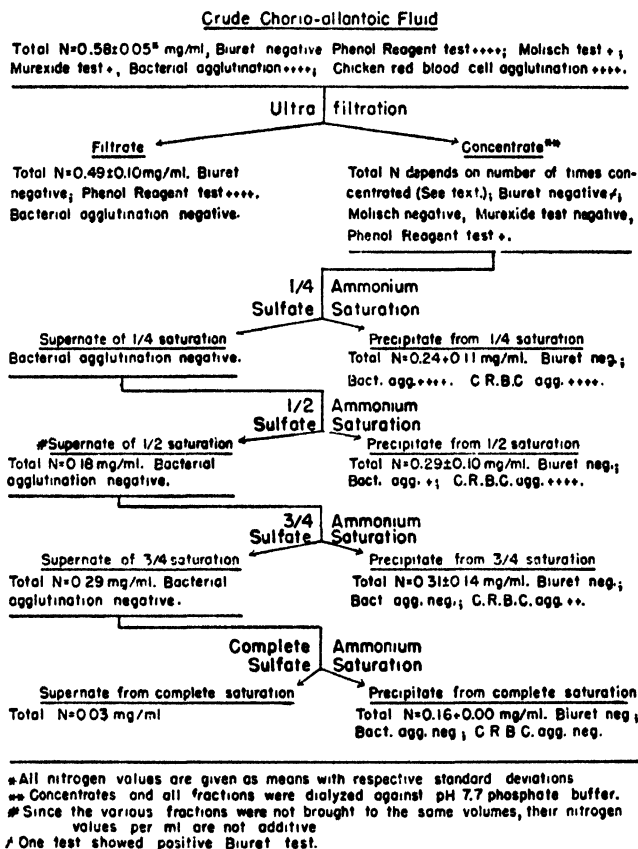 Crude Chorio-allantoic Fluid
Total N=0.58±05* mg/ml, Biuret negative Phenol Reagent test++++; Molisch test +;
Murexide test+, Bacterial agglutination++++; Chicken red blood cell agglutination ++++.
Ultra filtration
Filtrate
Total N=0.49±0.10mg/ml. Biuret
negative; Phenol Reagent test++++.
Bacterial agglutination negative.
Concentrate**
Total N depends on number of times con-
centrated (See text.); Biuret negative≠;
Molisch negative, Murexide test negative,
Phenol Reagent test +.
1/4 Ammonium
Sulfate Saturation
Supernate of 1/4 saturation
Bacterial agglutination negative.
Precipitate from 1/4 saturation
Total N=0.24+0.11 mg/ml. Biuret neg.;
Bact. agg.++++. C R.B.C agg. ++++.
1/2 Ammonium
Sulfate Saturation
#Supernate of 1/2 saturation
Total N=0 18 mg/ml. Bacterial
agglutination negative.
Precipitate from 1/2 saturation
Total N=0.29±0.10 mg/ml. Biuret neg.;
Bact. agg. +; C.R.B.C. agg. ++++.
3/4 Ammonium
Sulfate Saturation
Supernate of 3/4 saturation
Total N=0 29 mg/ml. Bacterial
agglutination negative.
Precipitate from 3/4 saturation
Total N=0.31±0 14 mg/ml. Biuret neg.;
Bact agg. neg.; C.R.B.C. agg. ++.
Complete Ammonium
Sulfate Saturation
Supernate from complete saturation
Total N=0 03 mg/ml
Precipitate from complete saturation
Total N=0.16+0.00 mg/ml. Biuret neg;
Bact. agg. neg; C R B C. agg. neg.
*All nitrogen values are given as means with respective standard deviations
** Concentrates and all fractions were dialyzed against pH 7.7 phosphate buffer.
# Since the various fractions were not brought to the same volumes, their nitrogen
values per ml are not additive
≠ One test showed positive Biuret test.